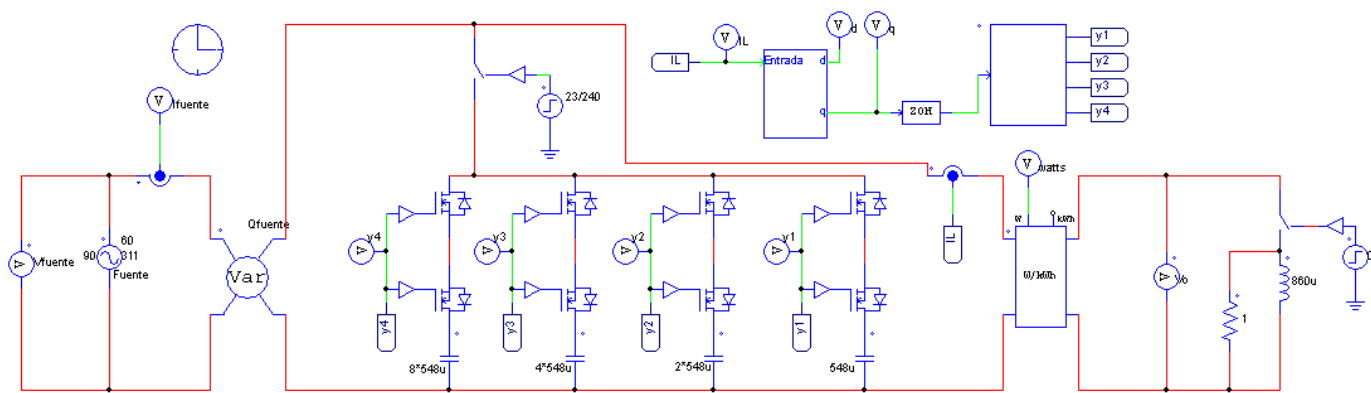 V
Ifuente
23/240
V
IL
IL
V
d
V
q
Entrada
d
q
ZOH
y1
y2
y3
y4
V
watts
W
kWh
W/kWh
Qfuente
Var
V
Vfuente
60
90
311
Fuente
V
y4
V
y3
V
y2
V
y1
y4
y3
y2
y1
IL
8*548u
4*548u
2*548u
548u
V
Vo
1
860u